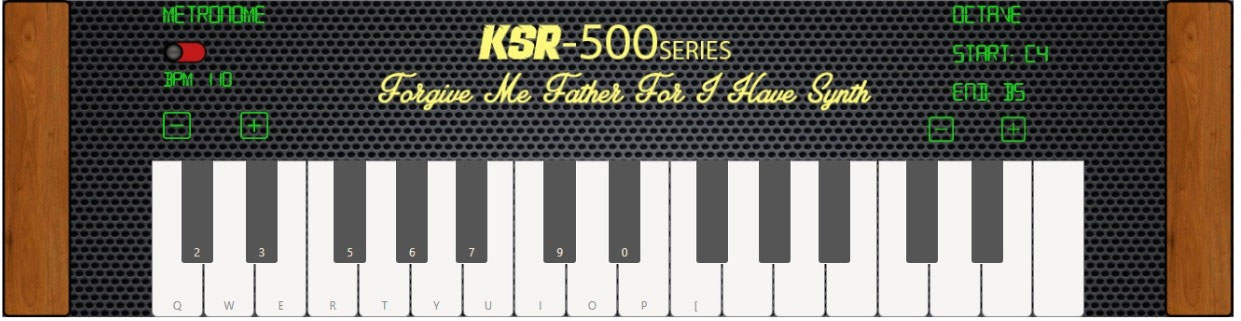 METRONOME
BPM 110
-
+
KSR-500SERIES
Forgive Me Father For I Have Synth
OCTAVE
START: C4
END: D5
-
+
2 3 5 6 7 9 0
Q W E R T Y U I O P [